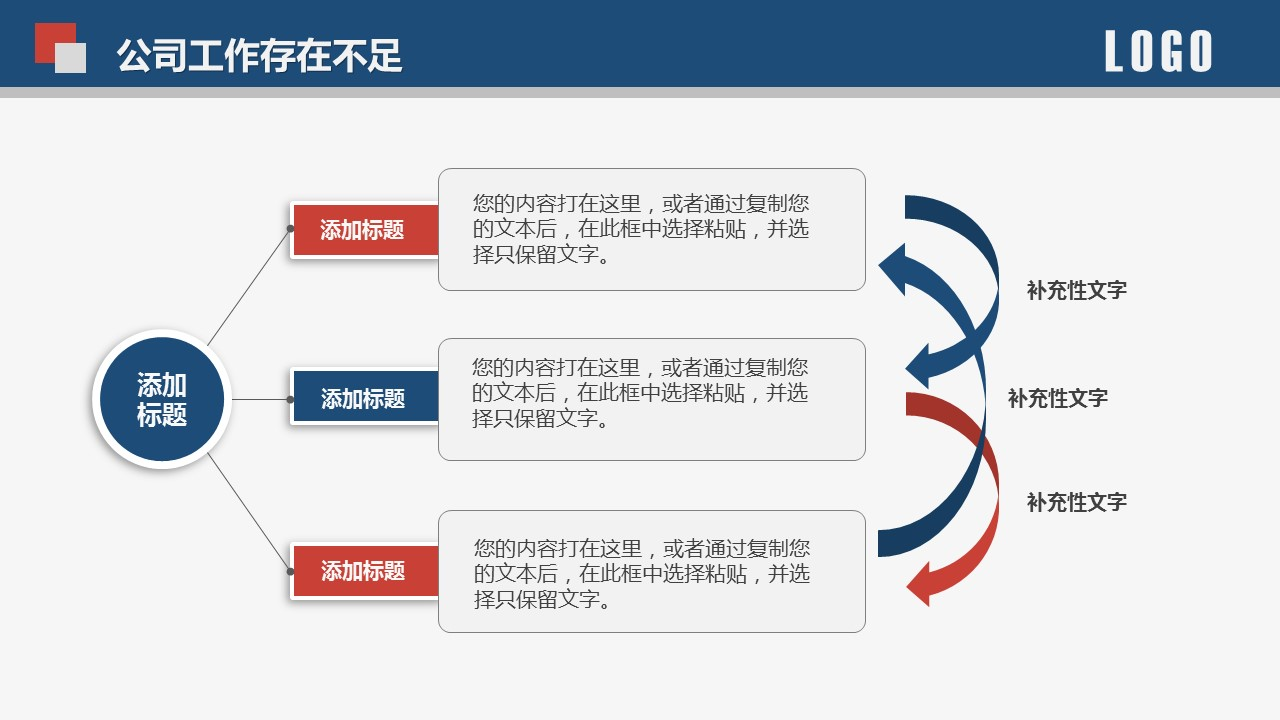 公司工作存在不足
LOGO
添加标题
您的内容打在这里，或者通过复制您
的文本后，在此框中选择粘贴，并选
择只保留文字。
补充性文字
添加
标题
添加标题
您的内容打在这里，或者通过复制您
的文本后，在此框中选择粘贴，并选
择只保留文字。
补充性文字
添加标题
您的内容打在这里，或者通过复制您
的文本后，在此框中选择粘贴，并选
择只保留文字。
补充性文字